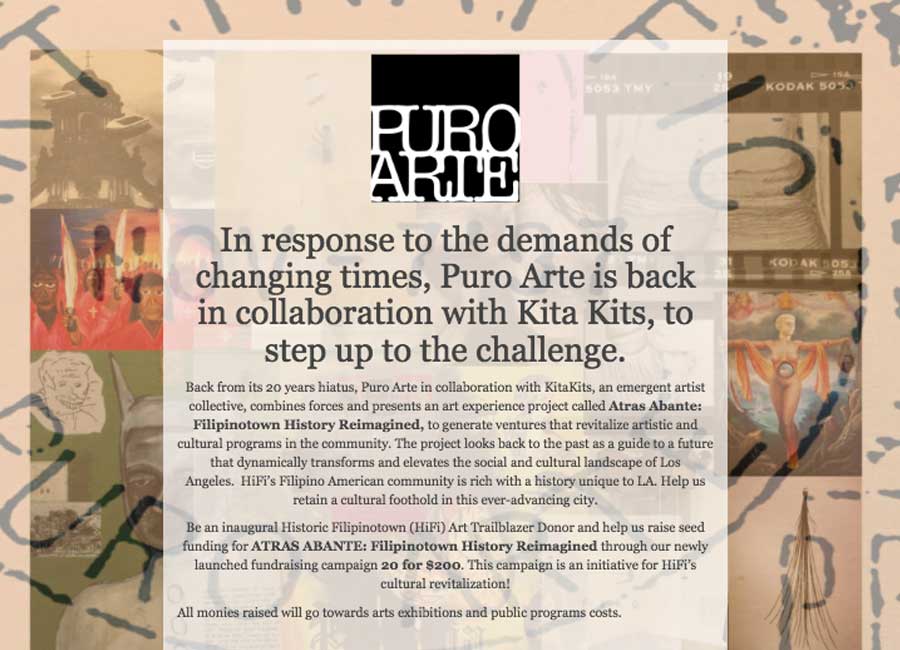 PURO
ARTE
5053 TMY
KODAK 5053
KODAK 505
In response to the demands of
changing times, Puro Arte is back
in collaboration with Kita Kits, to
step up to the challenge.
Back from its 20 years hiatus, Puro Arte in collaboration with KitaKits, an emergent artist
collective, combines forces and presents an art experience project called Atras Abante:
Filipinotown History Reimagined, to generate ventures that revitalize artistic and
cultural programs in the community. The project looks back to the past as a guide to a future
that dynamically transforms and elevates the social and cultural landscape of Los
Angeles. HiFi’s Filipino American community is rich with a history unique to LA. Help us
retain a cultural foothold in this ever-advancing city.
Be an inaugural Historic Filipinotown (HiFi) Art Trailblazer Donor and help us raise seed
funding for ATRAS ABANTE: Filipinotown History Reimagined through our newly
launched fundraising campaign 20 for $200. This campaign is an initiative for HiFi’s
cultural revitalization!
All monies raised will go towards arts exhibitions and public programs costs.